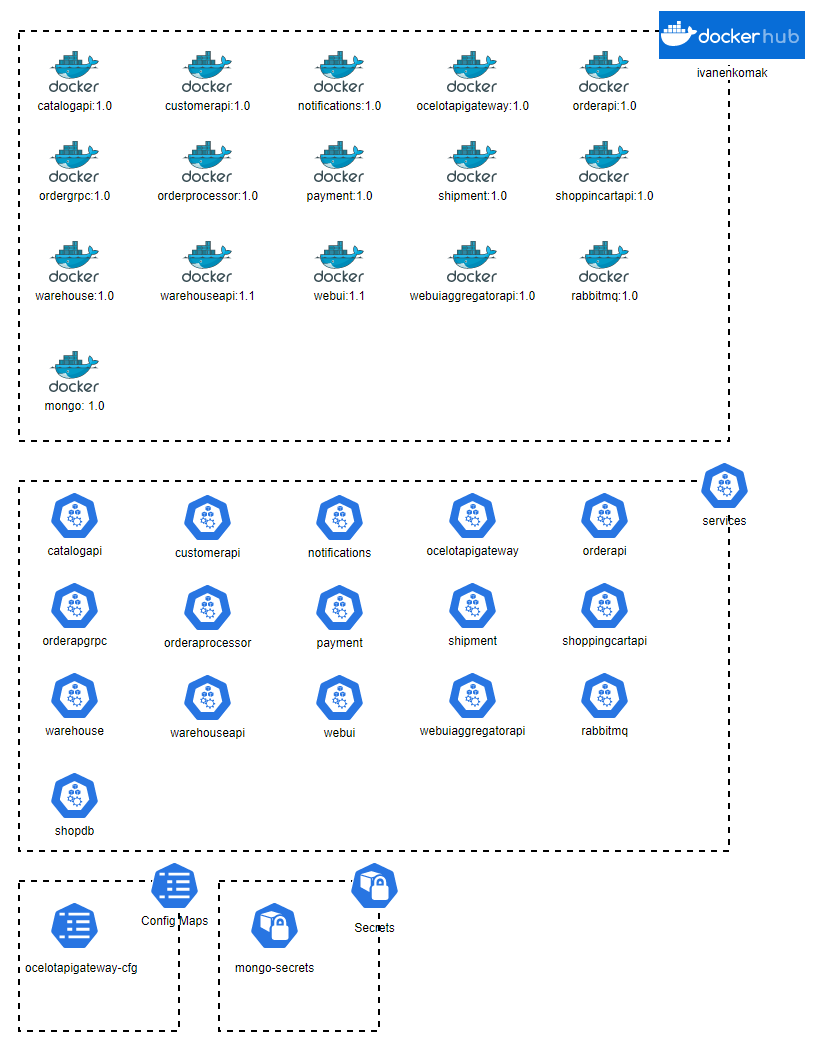 dockerhub
ivanenkomak
docker docker docker docker docker
catalogapi:1.0 customerapi:1.0 notifications:1.0 ocelotapigateway:1.0 orderapi:1.0
docker docker docker docker docker
ordergrpc:1.0 orderprocessor:1.0 payment:1.0 shipment:1.0 shoppincartapi:1.0
docker docker docker docker docker
warehouse:1.0 warehouseapi:1.1 webui:1.1 webuiaggregatorapi:1.0 rabbitmq:1.0
docker
mongo: 1.0
services
catalogapi customerapi notifications ocelotapigateway orderapi
orderapgrpc orderaprocessor payment shipment shoppingcartapi
warehouse warehouseapi webui webuiaggregatorapi rabbitmq
shopdb
Config Maps
ocelotapigateway-cfg
Secrets
mongo-secrets